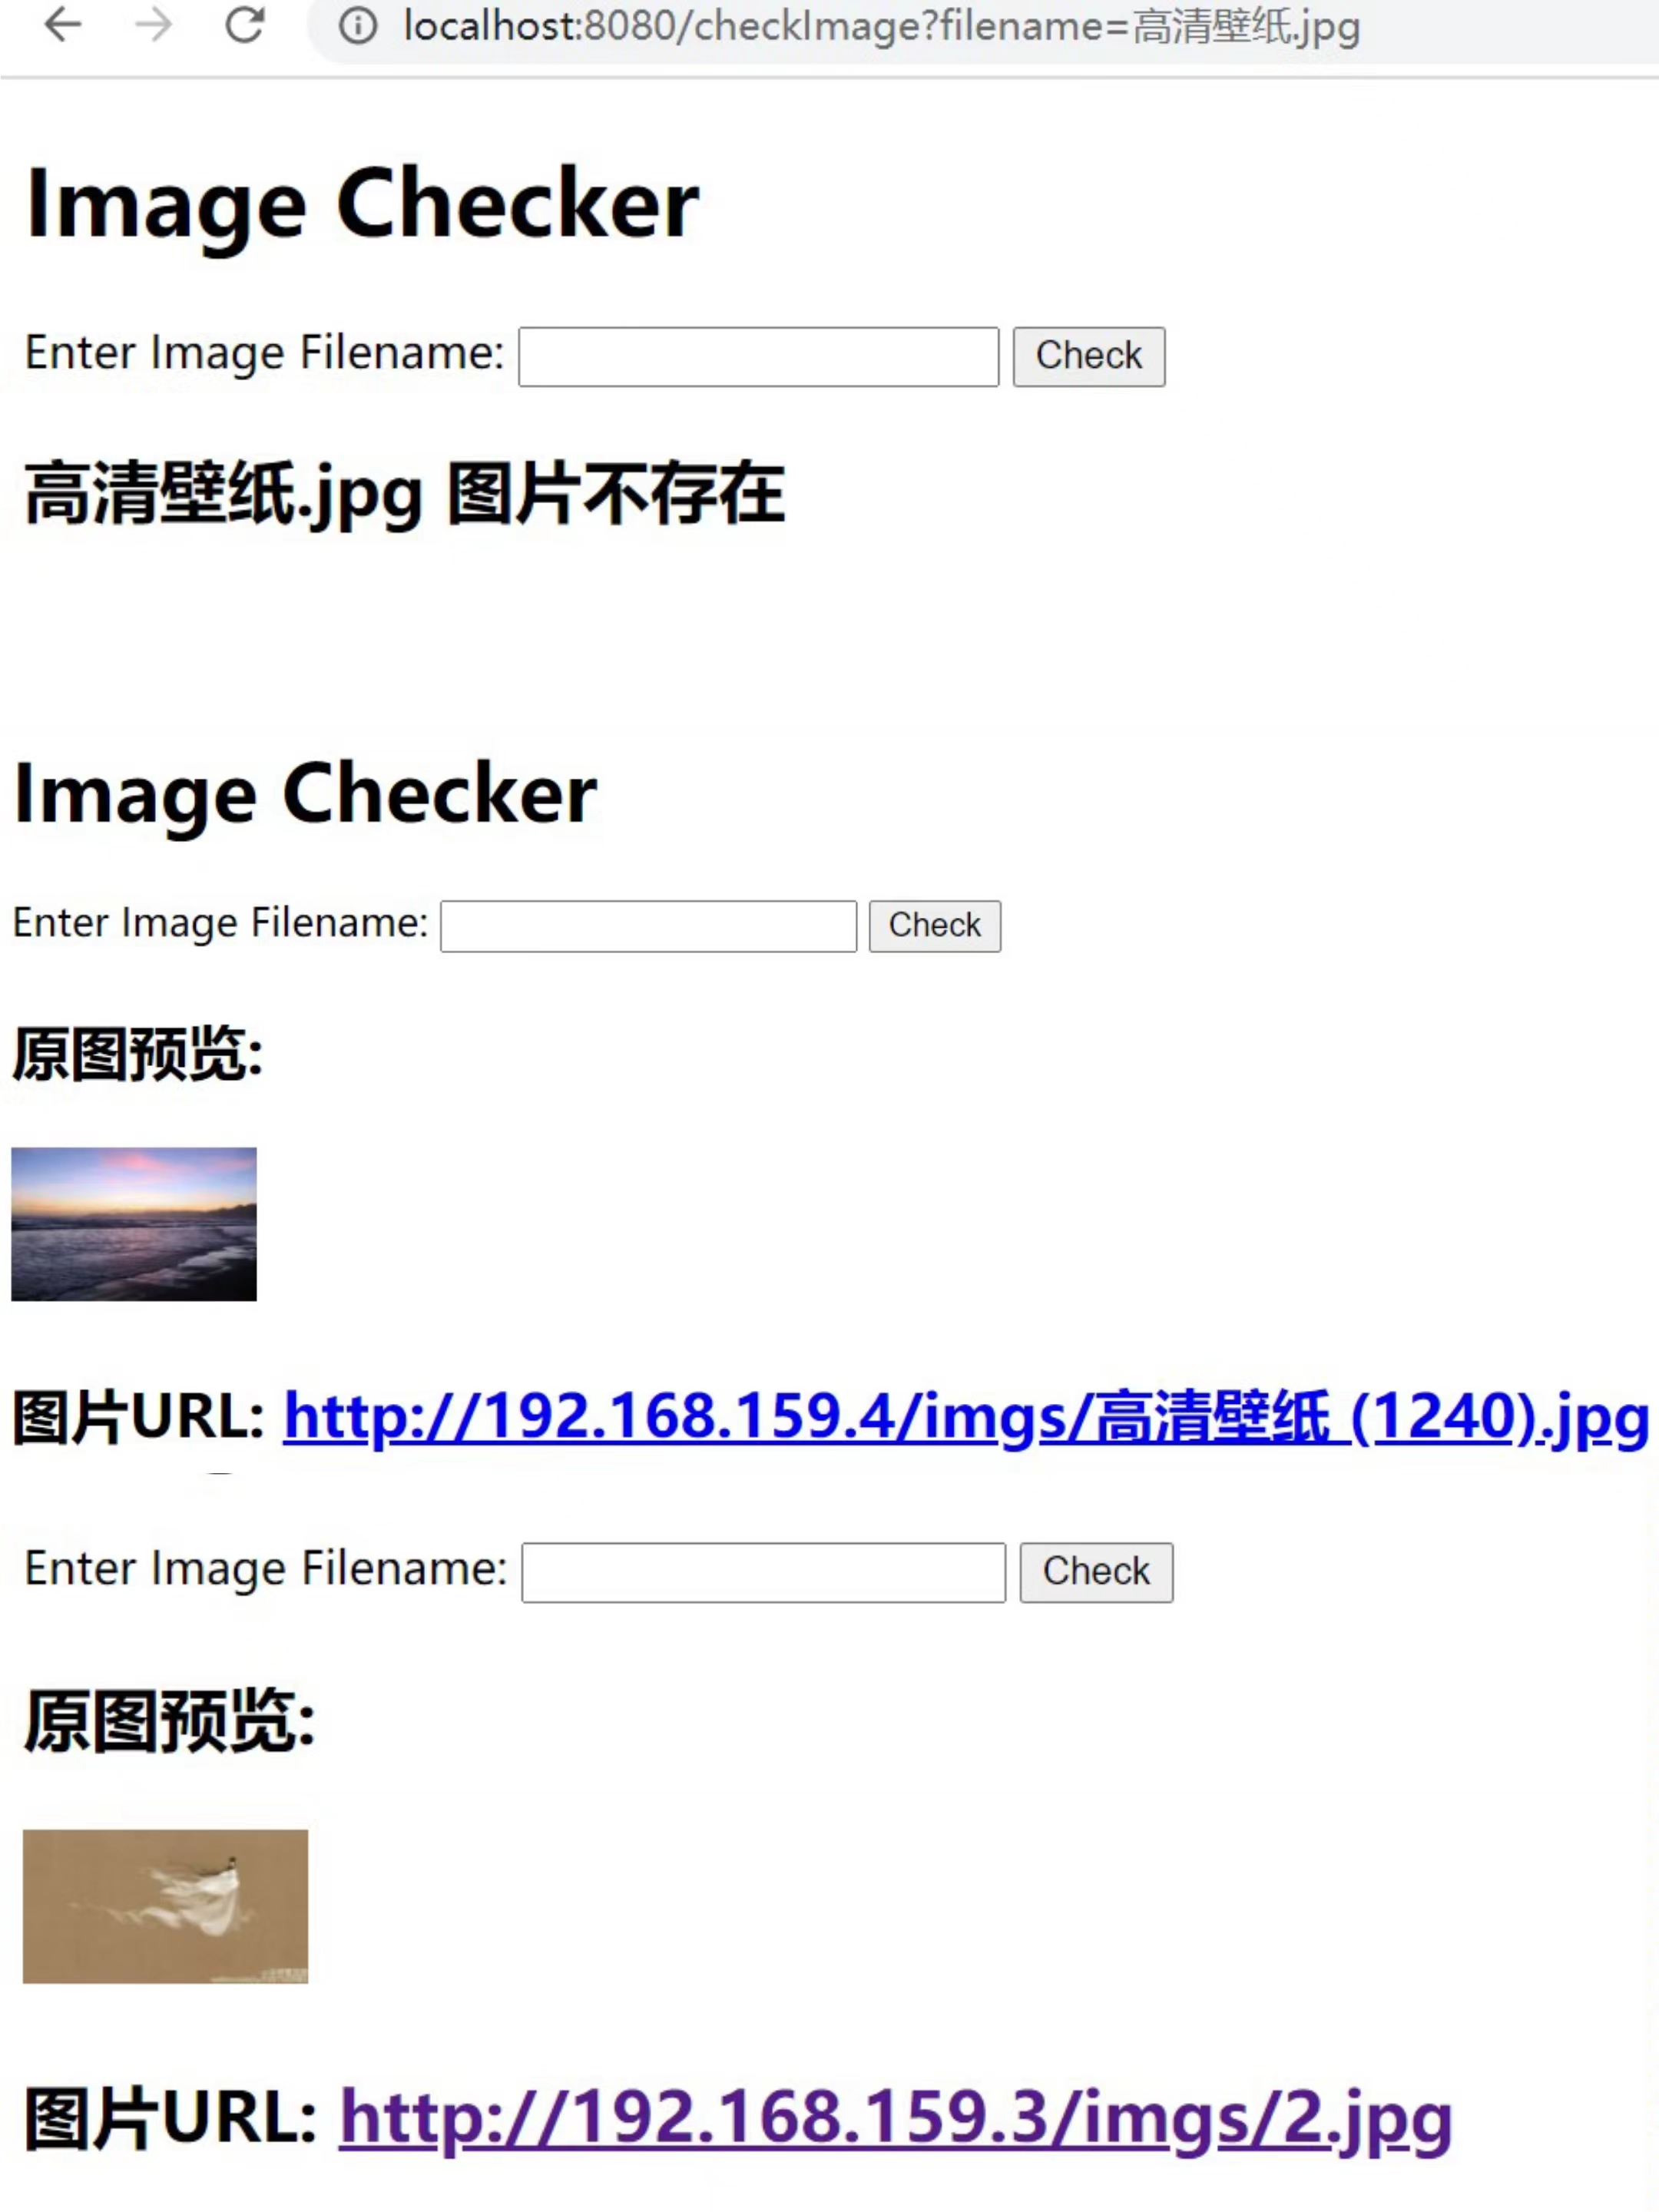 localhost:8080/checkImage?filename=高清壁纸.jpg
Image Checker
Enter Image Filename: Check
高清壁纸.jpg 图片不存在
Image Checker
Enter Image Filename: Check
原图预览:
图片URL: http://192.168.159.4/imgs/高清壁纸 (1240).jpg
Enter Image Filename: Check
原图预览:
图片URL: http://192.168.159.3/imgs/2.jpg